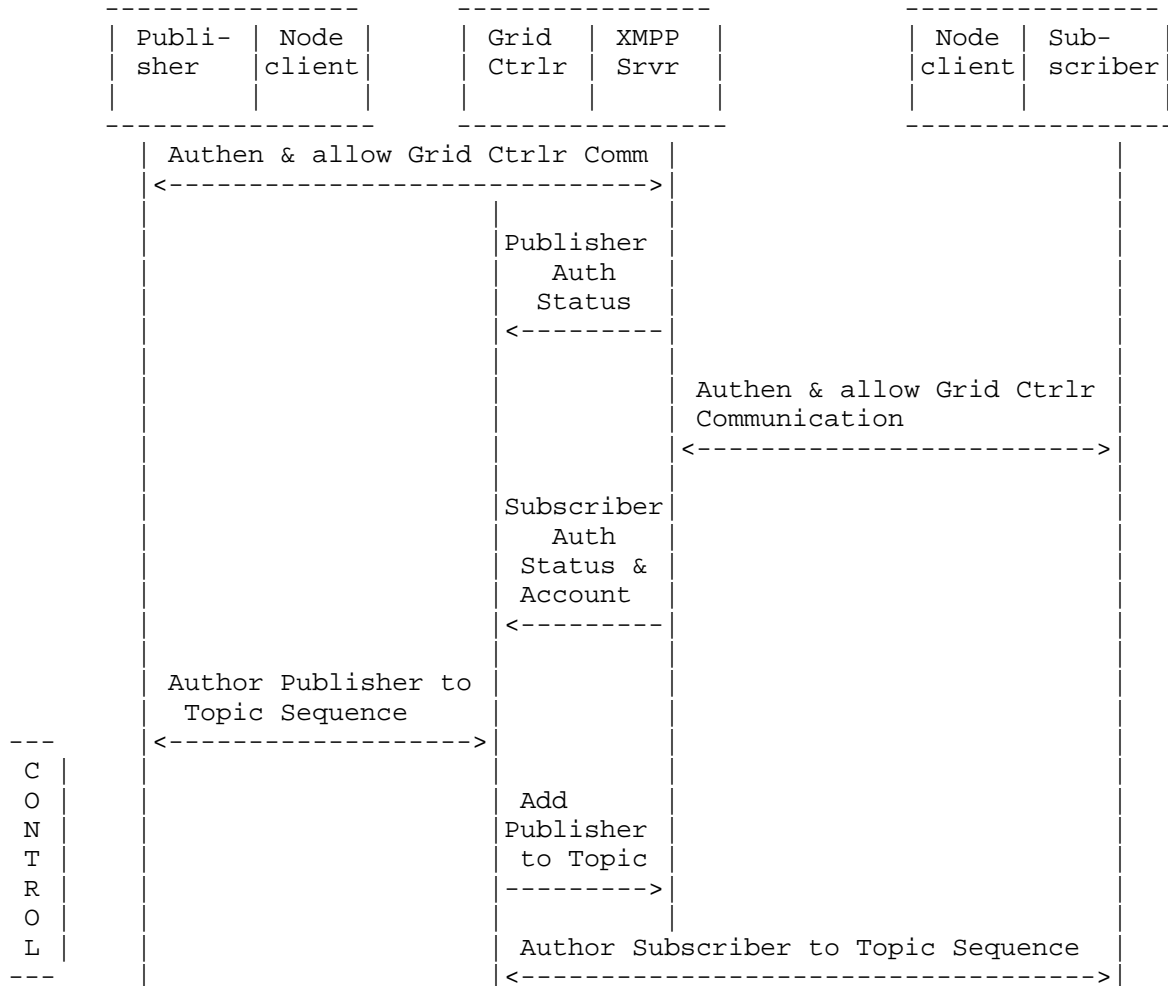 Publi- Node Grid XMPP Node Sub-
sher client Ctrlr Srvr client scriber
Authen & allow Grid Ctrlr Comm
Publisher
Auth
Status
Authen & allow Grid Ctrlr
Communication
Subscriber
Auth
Status &
Account
Author Publisher to
Topic Sequence
C
O Add
N Publisher
T to Topic
R
O
L Author Subscriber to Topic Sequence